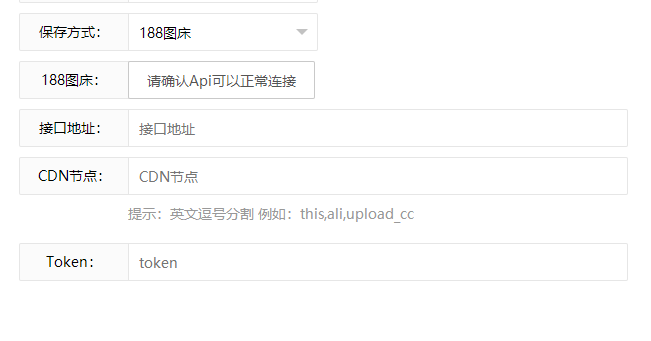 保存方式： 188图床
188图床： 请确认Api可以正常连接
接口地址： 接口地址
CDN节点： CDN节点
提示：英文逗号分割 例如：this,ali,upload_cc
Token： token